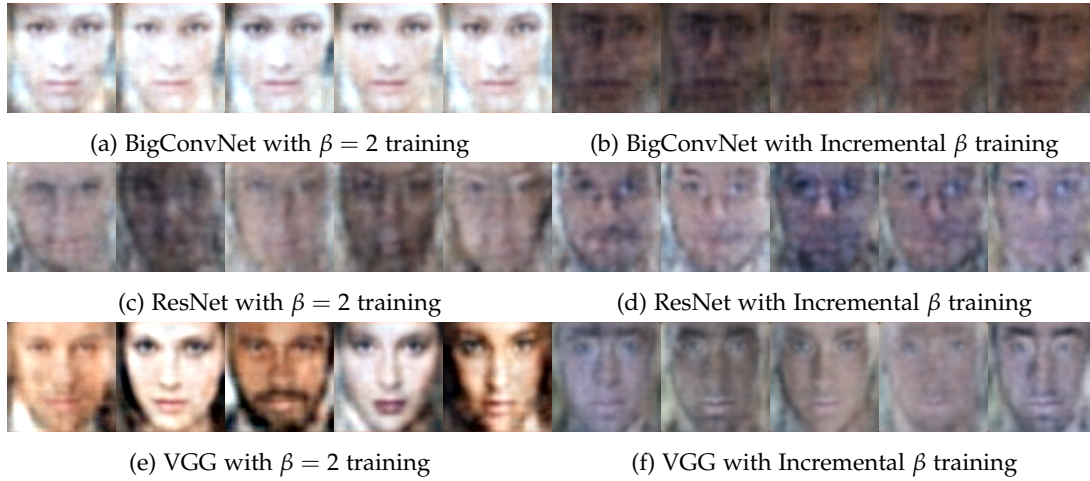 (a) BigConvNet with β = 2 training
(b) BigConvNet with Incremental β training
(c) ResNet with β = 2 training
(d) ResNet with Incremental β training
(e) VGG with β = 2 training
(f) VGG with Incremental β training